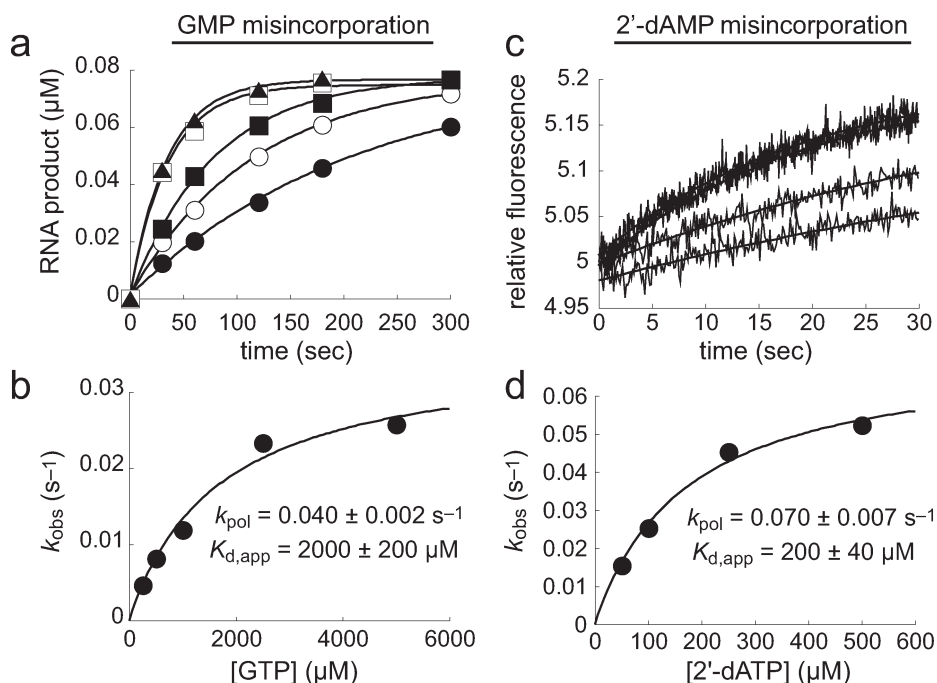 a
GMP misincorporation
0.08
0.06
0.04
0.02
0
RNA product (µM)
0 50 100 150 200 250 300
time (sec)
c
2'-dAMP misincorporation
5.2
5.15
5.1
5.05
5
4.95
relative fluorescence
0 5 10 15 20 25 30
time (sec)
b
0.03
0.02
0.01
0
kobs (s–1)
kpol = 0.040 ± 0.002 s–1
Kd,app = 2000 ± 200 µM
0 2000 4000 6000
[GTP] (µM)
d
0.06
0.05
0.04
0.03
0.02
0.01
0
kobs (s–1)
kpol = 0.070 ± 0.007 s–1
Kd,app = 200 ± 40 µM
0 100 200 300 400 500 600
[2'-dATP] (µM)